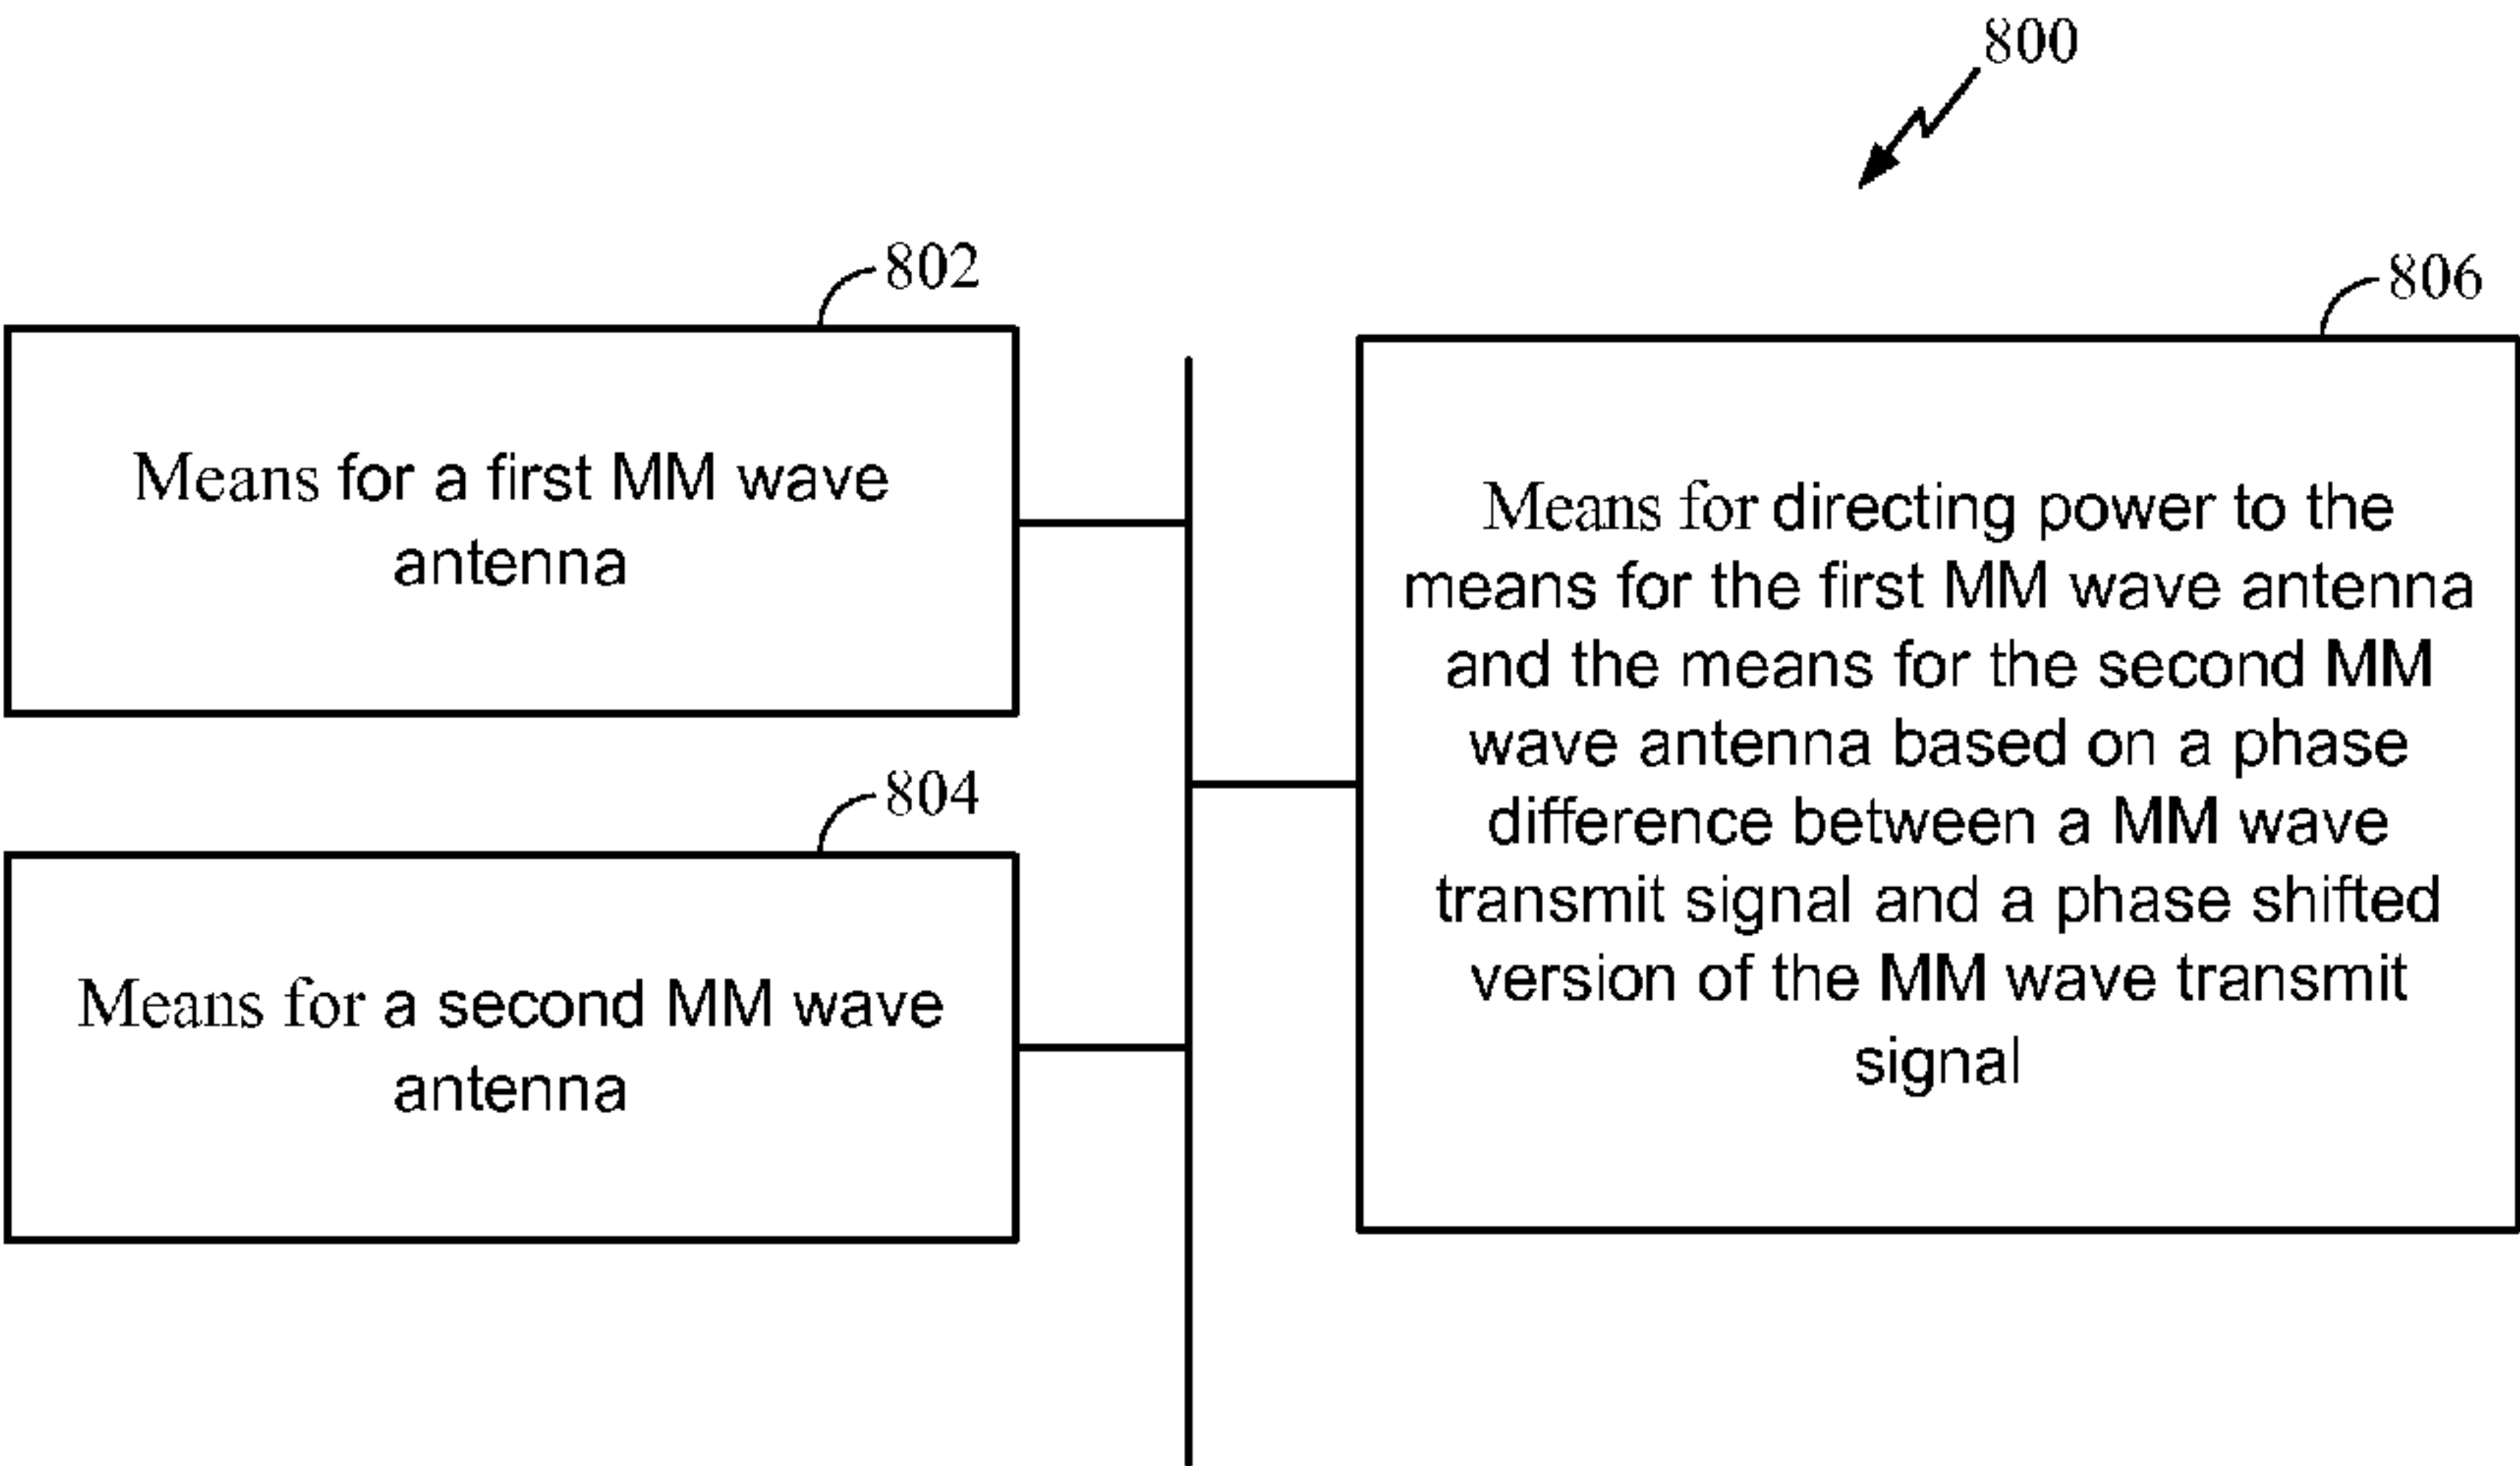 800
802
Means for a first MM wave
antenna
804
Means for a second MM wave
antenna
806
Means for directing power to the
means for the first MM wave antenna
and the means for the second MM
wave antenna based on a phase
difference between a MM wave
transmit signal and a phase shifted
version of the MM wave transmit
signal